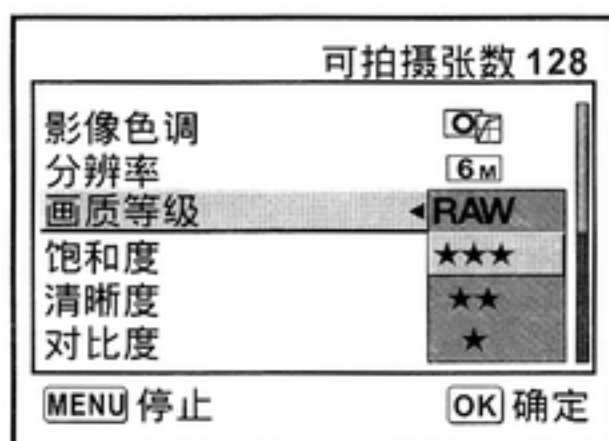 可拍摄张数 128
影像色调
分辨率 6M
画质等级 ◀ RAW
饱和度 ★★★
清晰度 ★★
对比度 ★
MENU 停止 OK 确定